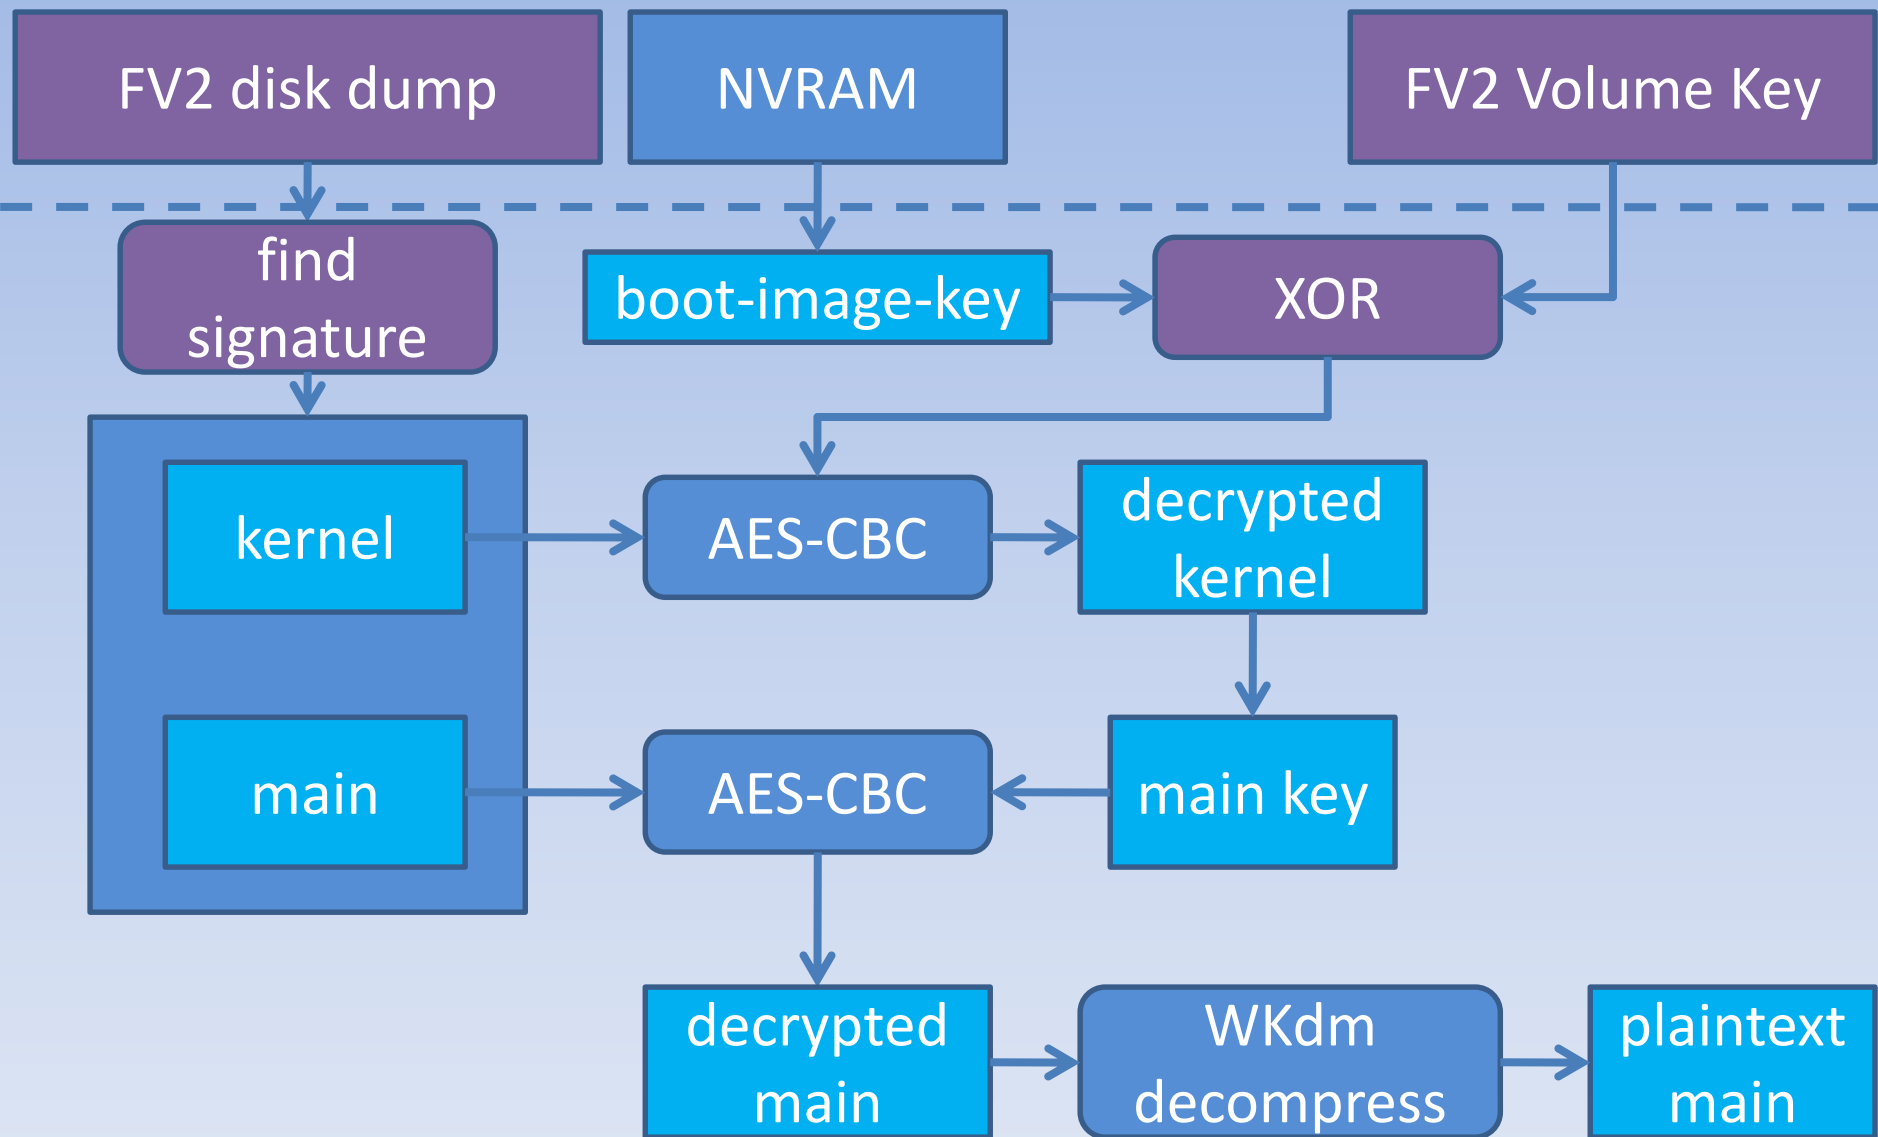 FV2 disk dump
NVRAM
FV2 Volume Key
find
signature
boot-image-key
XOR
kernel
AES-CBC
decrypted
kernel
main
AES-CBC
main key
decrypted
main
WKdm
decompress
plaintext
main